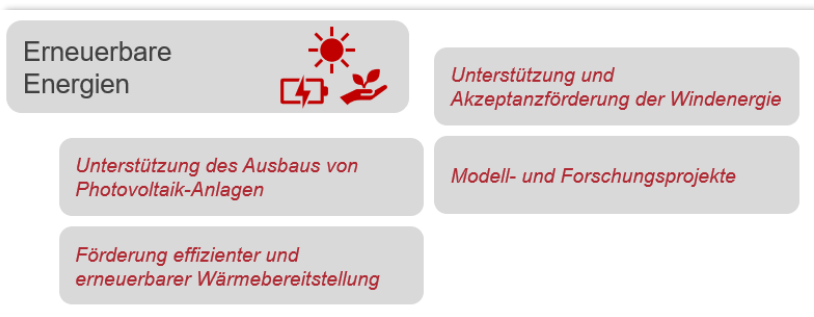 Erneuerbare
Energien
Unterstützung des Ausbaus von
Photovoltaik-Anlagen
Förderung effizienter und
erneuerbarer Wärmebereitstellung
Unterstützung und
Akzeptanzförderung der Windenergie
Modell- und Forschungsprojekte